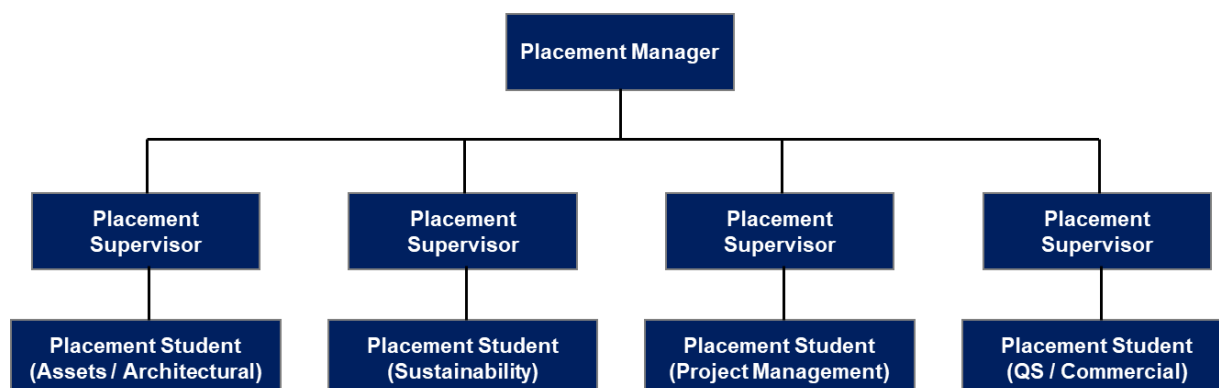 Placement Manager
Placement
Supervisor
Placement
Supervisor
Placement
Supervisor
Placement
Supervisor
Placement Student
(Assets / Architectural)
Placement Student
(Sustainability)
Placement Student
(Project Management)
Placement Student
(QS / Commercial)